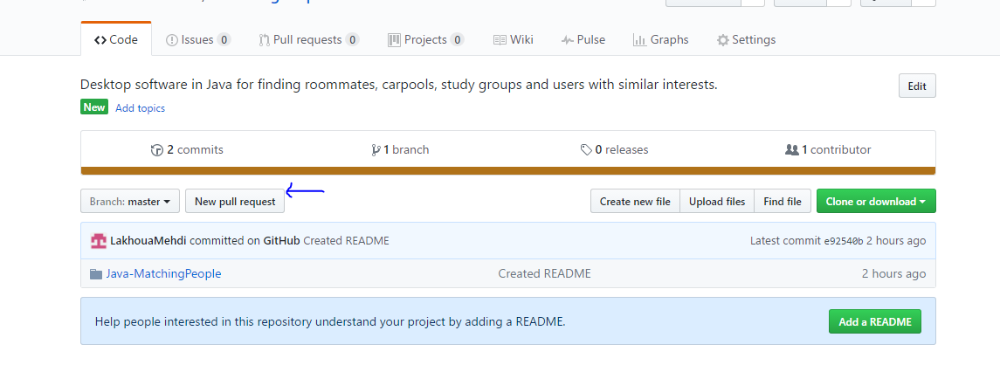 Code Issues 0 Pull requests 0 Projects 0 Wiki Pulse Graphs Settings
Desktop software in Java for finding roommates, carpools, study groups and users with similar interests.
Edit
New Add topics
2 commits 1 branch 0 releases 1 contributor
Branch: master New pull request Create new file Upload files Find file Clone or download
LakhouaMehdi committed on GitHub Created README Latest commit e92540b 2 hours ago
Java-MatchingPeople Created README 2 hours ago
Help people interested in this repository understand your project by adding a README. Add a README